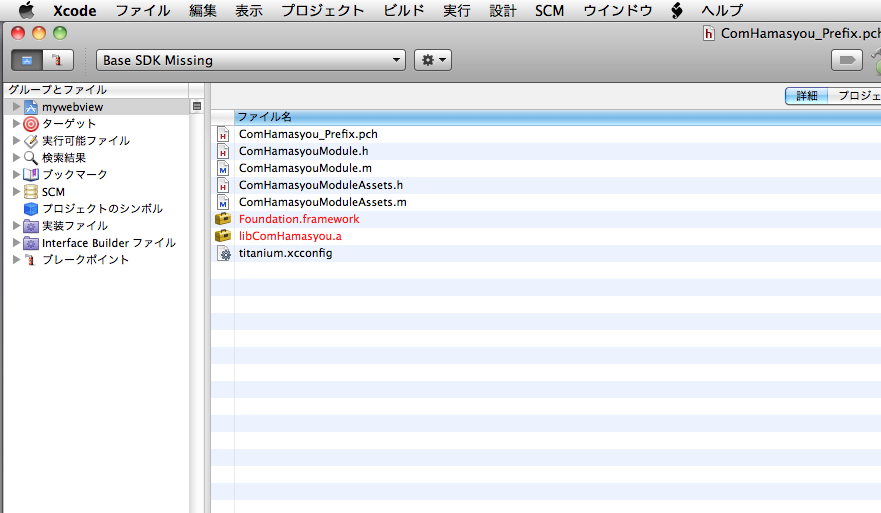 Xcode ファイル 編集 表示 プロジェクト ビルド 実行 設計 SCM ウインドウ ヘルプ
ComHamasyou_Prefix.pch
Base SDK Missing
グループとファイル
mywebview
ターゲット
実行可能ファイル
検索結果
ブックマーク
SCM
プロジェクトのシンボル
実装ファイル
Interface Builder ファイル
ブレークポイント
詳細 プロジェ
ファイル名
ComHamasyou_Prefix.pch
ComHamasyouModule.h
ComHamasyouModule.m
ComHamasyouModuleAssets.h
ComHamasyouModuleAssets.m
Foundation.framework
libComHamasyou.a
titanium.xcconfig